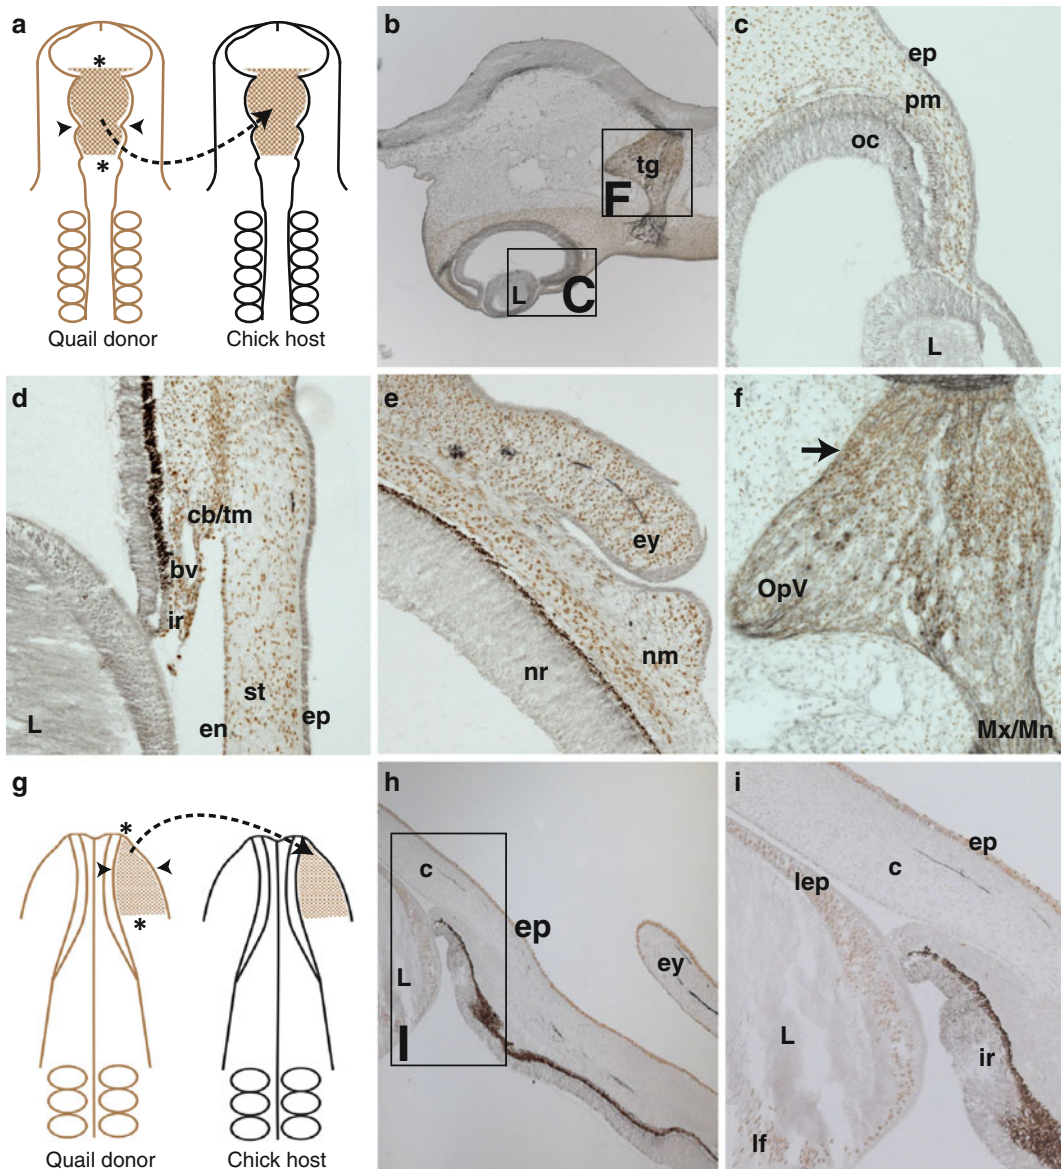 a
*
*
Quail donor
Chick host
b
tg
F
L
C
c
ep
pm
oc
L
d
cb/tm
bv
ir
st
L
en
ep
e
ey
nr
nm
f
OpV
Mx/Mn
g
*
*
Quail donor
Chick host
h
c
ep
L
ey
I
i
ep
c
lep
L
ir
lf